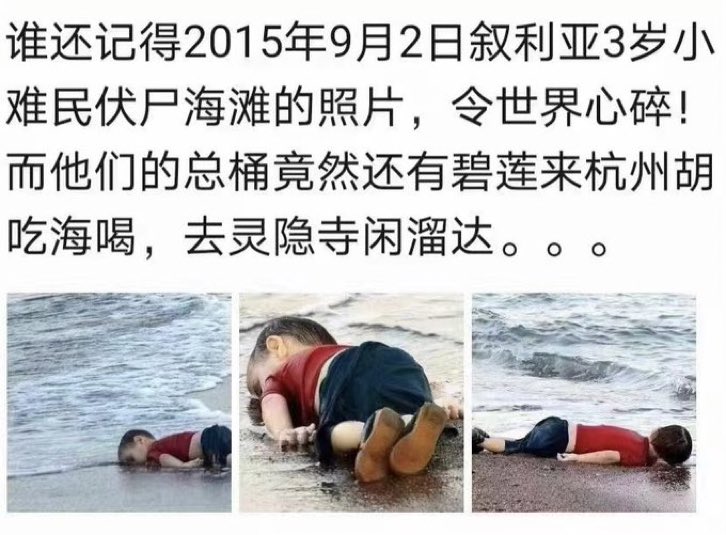 谁还记得2015年9月2日叙利亚3岁小
难民伏尸海滩的照片，令世界心碎！
而他们的总桶竟然还有碧莲来杭州胡
吃海喝，去灵隐寺闲溜达。。。